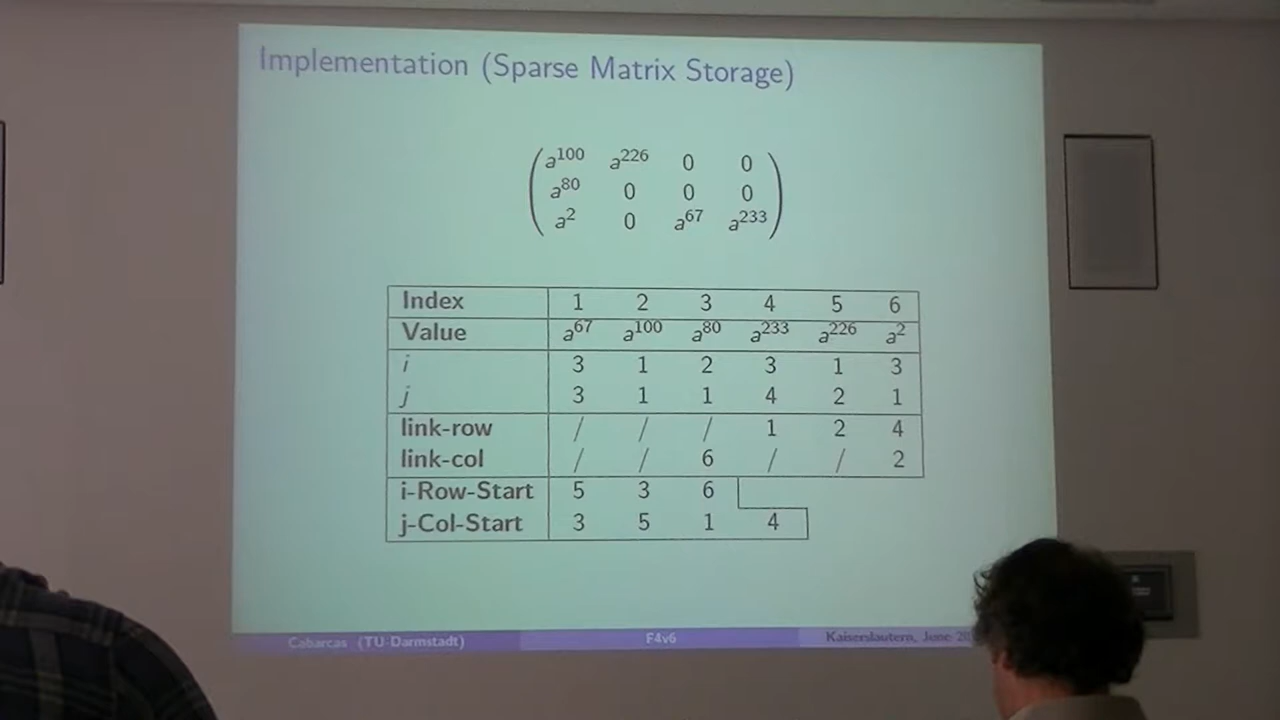 Implementation (Sparse Matrix Storage)
a^100 a^226 0 0
a^80 0 0 0
a^2 0 a^67 a^233
Index 1 2 3 4 5 6
Value a^67 a^100 a^80 a^233 a^226 a^2
i 3 1 2 3 1 3
j 3 1 1 4 2 1
link-row / / / 1 2 4
link-col / / 6 / / 2
i-Row-Start 5 3 6
j-Col-Start 3 5 1 4
Cabarcas (TU-Darmstadt) F4v6 Kaiserslautern, June